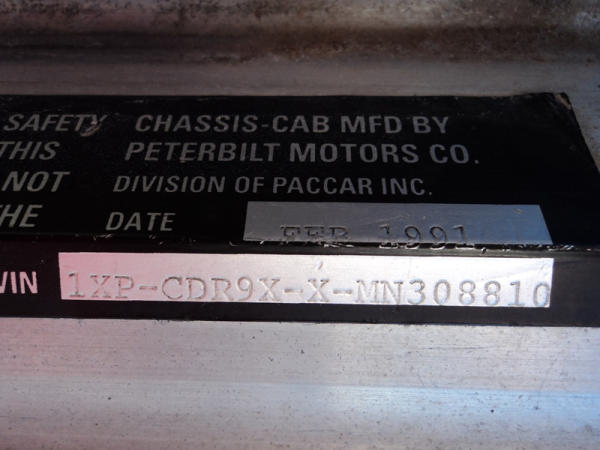 SAFETY CHASSIS-CAB MFD BY
THIS PETERBILT MOTORS CO.
NOT DIVISION OF PACCAR INC.
THE DATE FEB 1991
VIN 1XP-CDR9X-X-MN308810